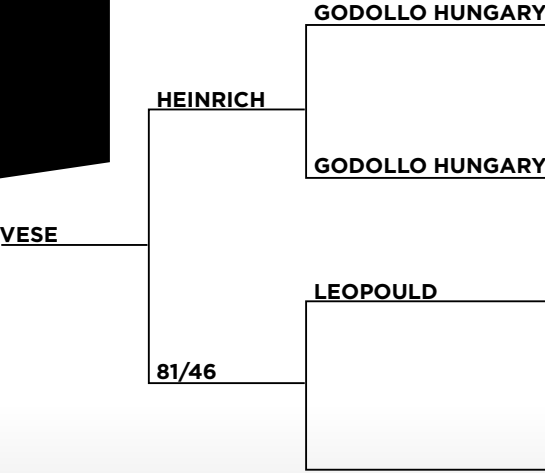 GODOLLO HUNGARY
HEINRICH
GODOLLO HUNGARY
VESE
LEOPOULD
81/46